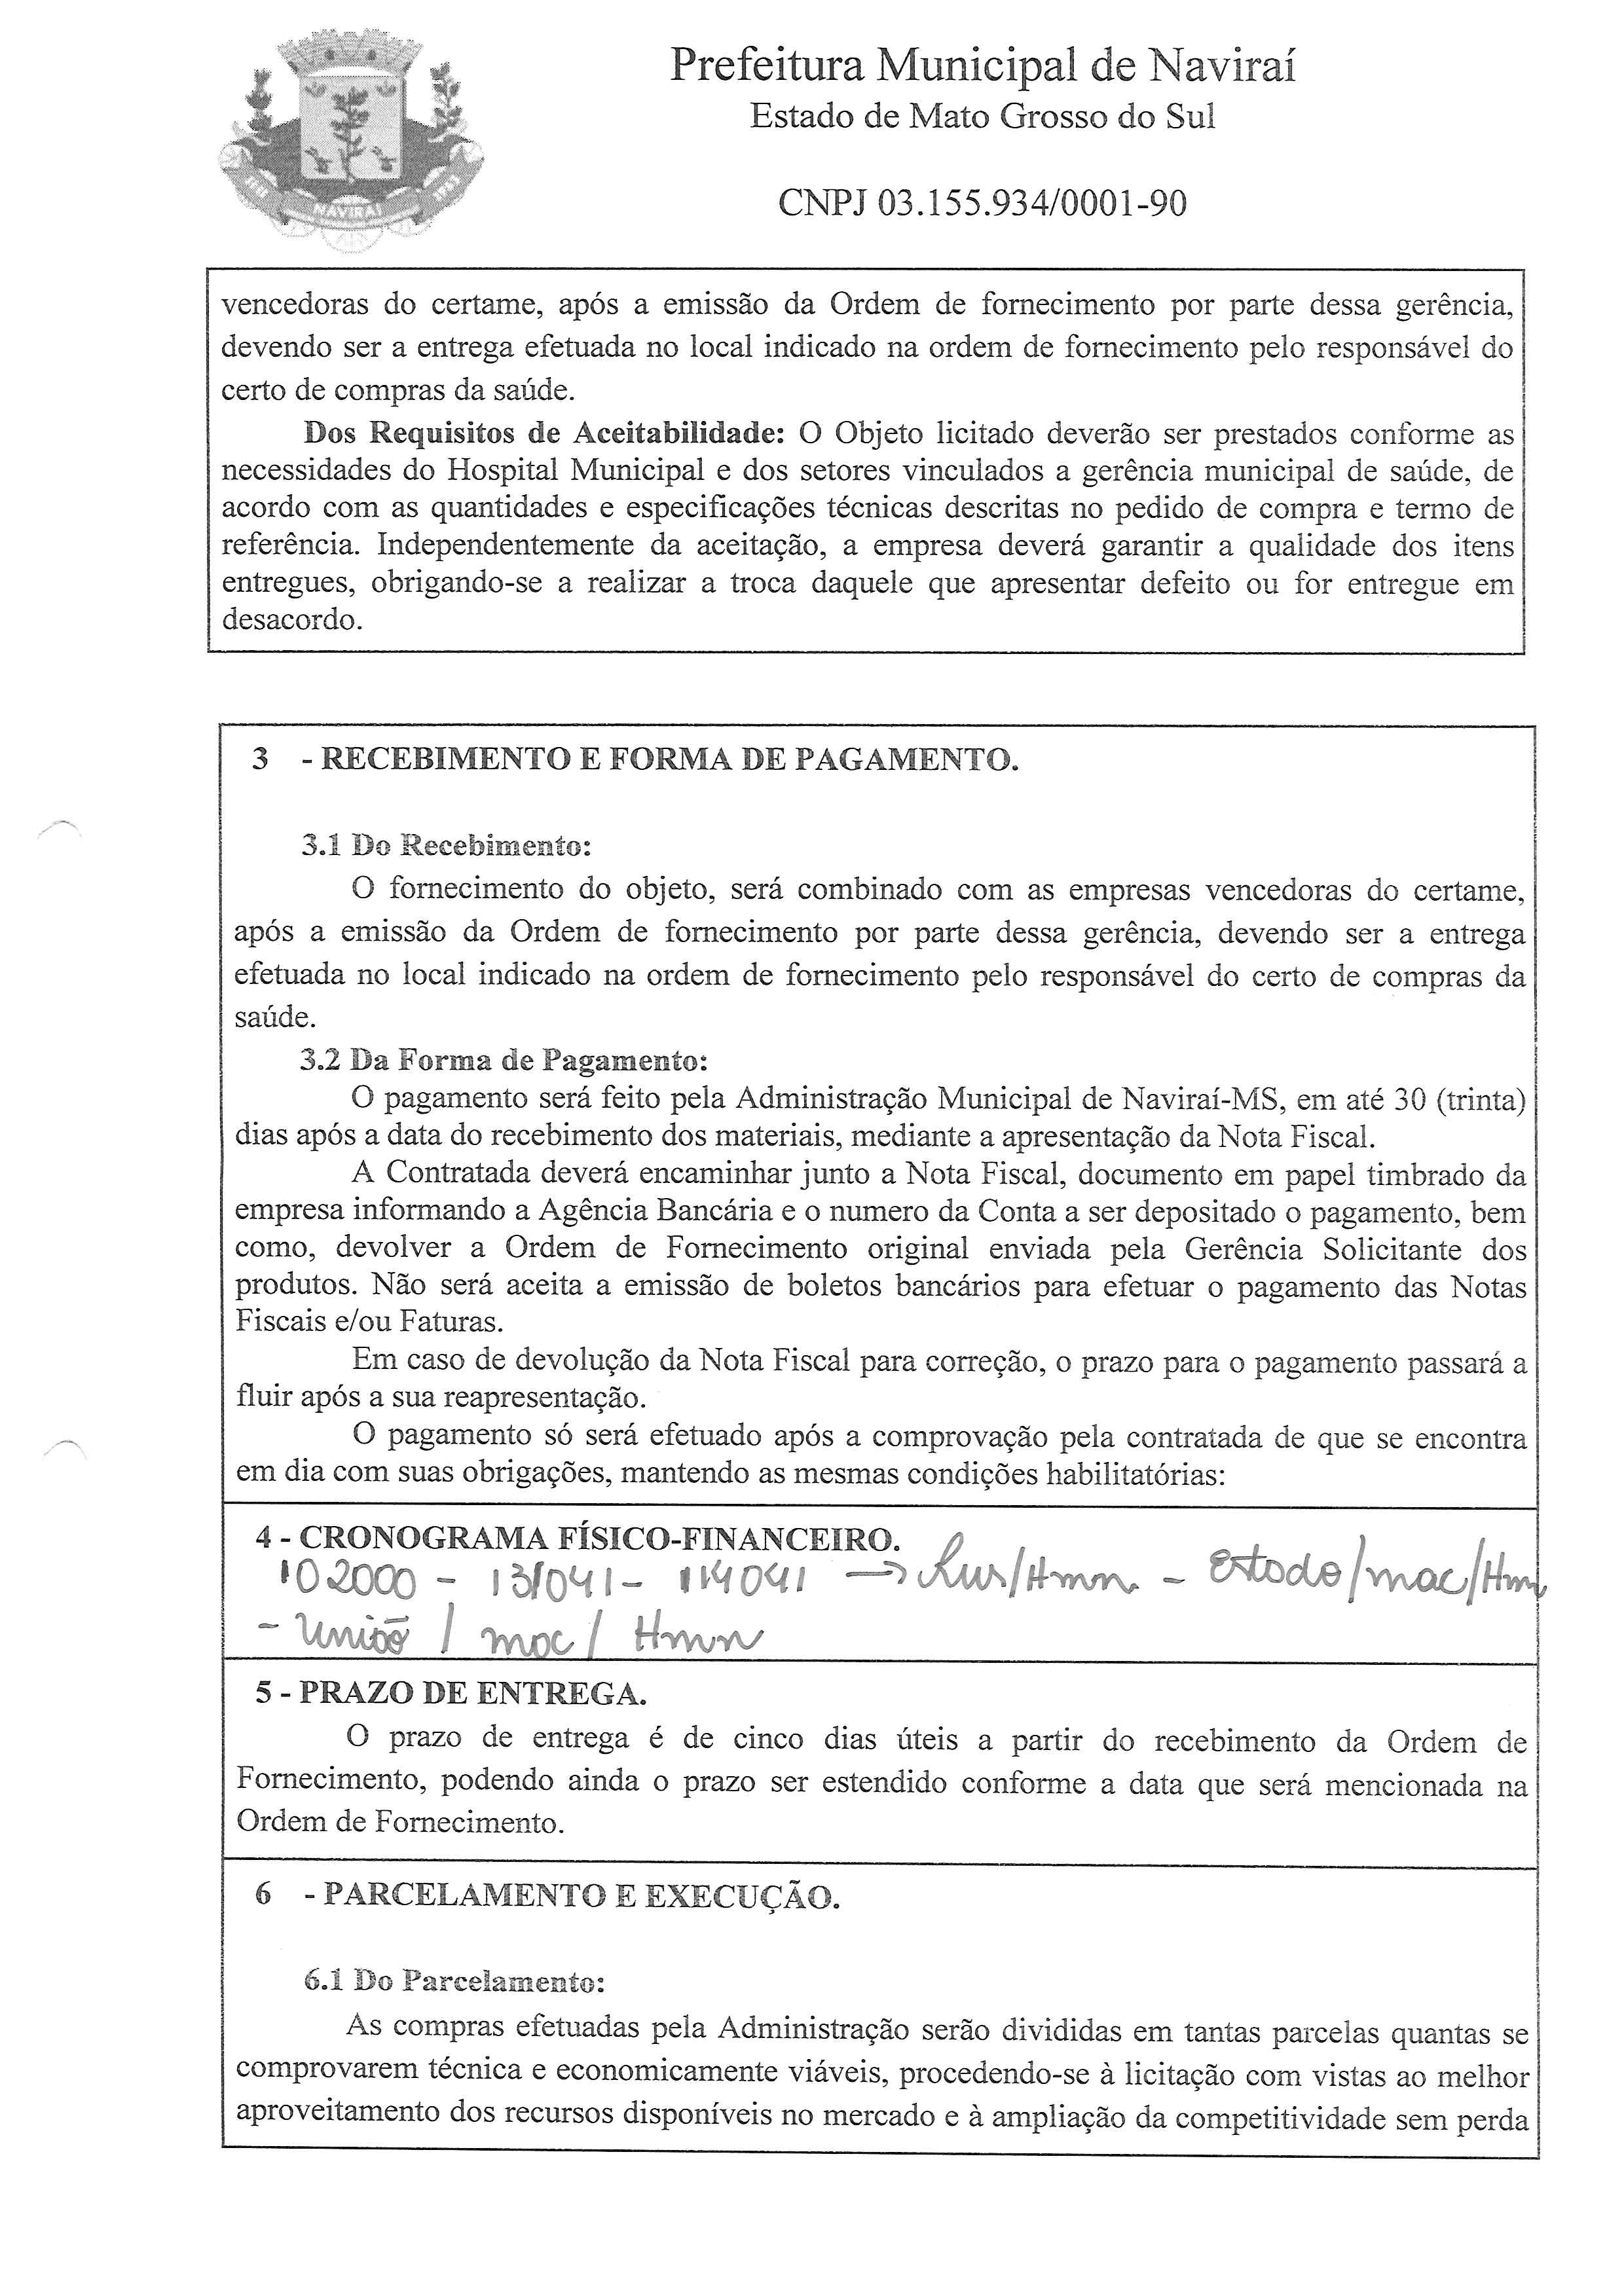 Prefeitura Municipal de Naviraí
Estado de Mato Grosso do Sul
CNPJ 03.155.934/0001-90
NAVIRAI
vencedoras do certame, após a emissão da Ordem de fornecimento por parte dessa gerência,
devendo ser a entrega efetuada no local indicado na ordem de fornecimento pelo responsável do
certo de compras da saúde.
Dos Requisitos de Aceitabilidade: O Objeto licitado deverão ser prestados conforme as
necessidades do Hospital Municipal e dos setores vinculados a gerência municipal de saúde, de
acordo com as quantidades e especificações técnicas descritas no pedido de compra e termo de
referência. Independentemente da aceitação, a empresa deverá garantir a qualidade dos itens
entregues, obrigando-se a realizar a troca daquele que apresentar defeito ou for entregue em
desacordo.
3 - RECEBIMENTO E FORMA DE PAGAMENTO.
3.1 Do Recebimento:
O fornecimento do objeto, será combinado com as empresas vencedoras do certame,
após a emissão da Ordem de fornecimento por parte dessa gerência, devendo ser a entrega
efetuada no local indicado na ordem de fornecimento pelo responsável do certo de compras da
saúde.
3.2 Da Forma de Pagamento:
O pagamento será feito pela Administração Municipal de Naviraí-MS, em até 30 (trinta)
dias após a data do recebimento dos materiais, mediante a apresentação da Nota Fiscal.
A Contratada deverá encaminhar junto a Nota Fiscal, documento em papel timbrado da
empresa informando a Agência Bancária e o numero da Conta a ser depositado o pagamento, bem
como, devolver a Ordem de Fornecimento original enviada pela Gerência Solicitante dos
produtos. Não será aceita a emissão de boletos bancários para efetuar o pagamento das Notas
Fiscais e/ou Faturas.
Em caso de devolução da Nota Fiscal para correção, o prazo para o pagamento passará a
fluir após a sua reapresentação.
O pagamento só será efetuado após a comprovação pela contratada de que se encontra
em dia com suas obrigações, mantendo as mesmas condições habilitatórias:
4 - CRONOGRAMA FÍSICO-FINANCEIRO.
102000 - 131041 - 114041 → /Hmn - Estado/mac/Hmn
- União / mac / Hmn
5 - PRAZO DE ENTREGA.
O prazo de entrega é de cinco dias úteis a partir do recebimento da Ordem de
Fornecimento, podendo ainda o prazo ser estendido conforme a data que será mencionada na
Ordem de Fornecimento.
6 - PARCELAMENTO E EXECUÇÃO.
6.1 Do Parcelamento:
As compras efetuadas pela Administração serão divididas em tantas parcelas quantas se
comprovarem técnica e economicamente viáveis, procedendo-se à licitação com vistas ao melhor
aproveitamento dos recursos disponíveis no mercado e à ampliação da competitividade sem perda